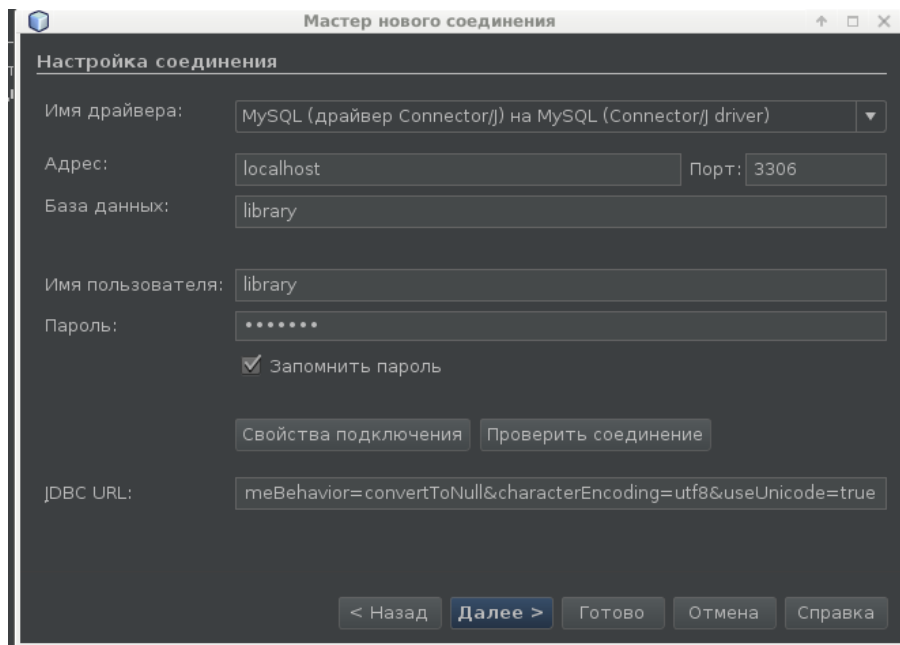 Мастер нового соединения
Настройка соединения
Имя драйвера: MySQL (драйвер Connector/J) на MySQL (Connector/J driver)
Адрес: localhost Порт: 3306
База данных: library
Имя пользователя: library
Пароль: •••••••
Запомнить пароль
Свойства подключения Проверить соединение
JDBC URL: meBehavior=convertToNull&characterEncoding=utf8&useUnicode=true
< Назад Далее > Готово Отмена Справка